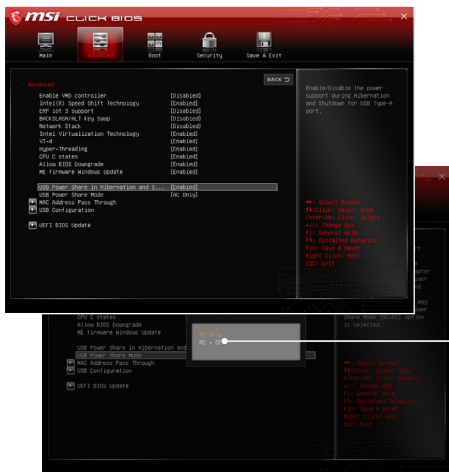 msi CLICK BIOS
Main
Advanced
Boot
Security
Save & Exit
BACK
Advanced
Enable VMD controller [Disabled]
Intel(R) Speed Shift Technology [Enabled]
ERP lot 3 support [Disabled]
BACKSLASH/ALT Key Swap [Disabled]
Network Stack [Disabled]
Intel Virtualization Technology [Enabled]
VT-d [Enabled]
Hyper-Threading [Enabled]
CPU C states [Enabled]
Allow BIOS Downgrade [Enabled]
ME firmware Windows Update [Enabled]
USB Power Share in Hibernation and S... [Enabled]
USB Power Share Mode [AC Only]
MAC Address Pass Through
USB Configuration
UEFI BIOS Update
Enable/Disable the power
support during Hibernation
and Shutdown for USB Type-A
port.
: Select Screen
/Click: Select Item
Enter/Dbl Click: Select
+/-: Change Opt.
F1: General Help
F9: Optimized Defaults
F10: Save & Reset
Right Click: Back
ESC: Exit
CPU C states
Allow BIOS Downgrade
ME firmware Windows Update
USB Power Share in Hibernation and
USB Power Share Mode
MAC Address Pass Through
USB Configuration
UEFI BIOS Update
AC Only
AC + DC
Share Mode [AC+DC] option
is selected.
: Select Screen
/Click: Select Item
Enter/Dbl Click: Select
+/-: Change Opt.
F1: General Help
F9: Optimized Defaults
F10: Save & Reset
Right Click: Back
ESC: Exit